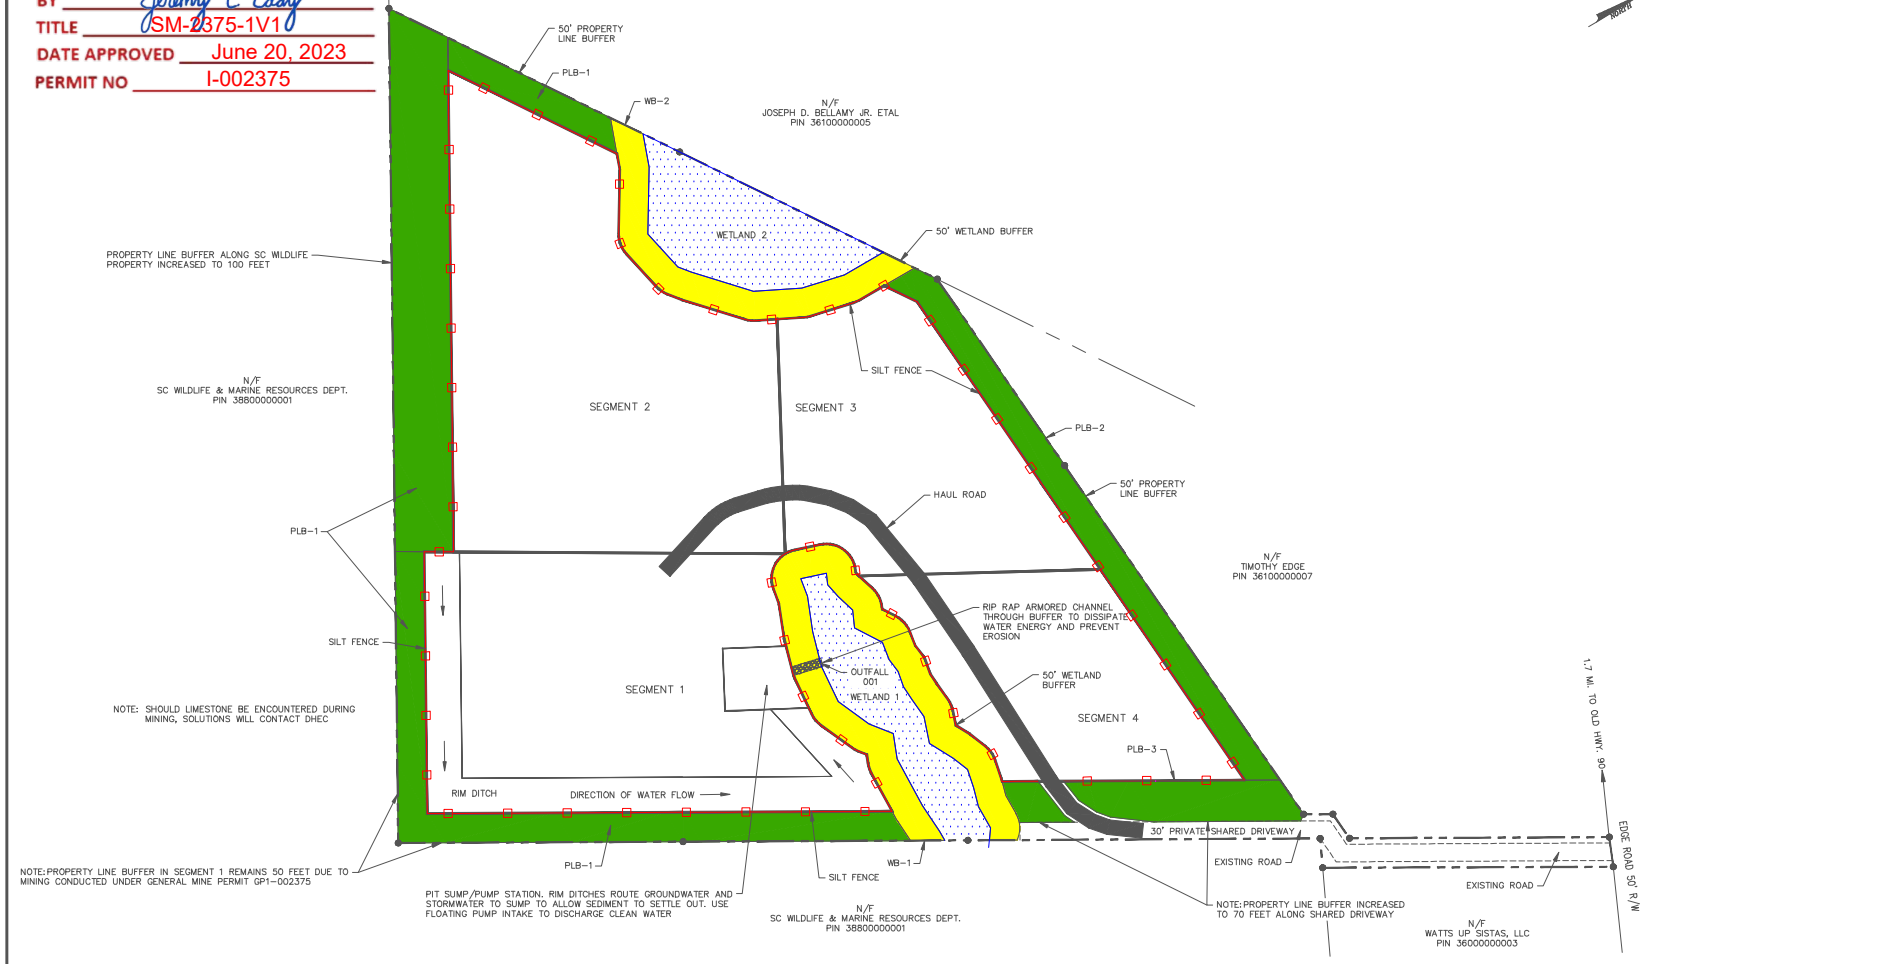 BY Jeremy C Eddy
TITLE SM-2375-1V1
DATE APPROVED June 20, 2023
PERMIT NO I-002375
NORTH
50' PROPERTY
LINE BUFFER
PLB-1
WB-2
N/F
JOSEPH D. BELLAMY JR. ETAL
PIN 36100000005
WETLAND 2
50' WETLAND BUFFER
PROPERTY LINE BUFFER ALONG SC WILDLIFE
PROPERTY INCREASED TO 100 FEET
N/F
SC WILDLIFE & MARINE RESOURCES DEPT.
PIN 38800000001
SILT FENCE
SEGMENT 2
SEGMENT 3
PLB-2
50' PROPERTY
LINE BUFFER
HAUL ROAD
PLB-1
N/F
TIMOTHY EDGE
PIN 36100000007
RIP RAP ARMORED CHANNEL
THROUGH BUFFER TO DISSIPATE
WATER ENERGY AND PREVENT
EROSION
SILT FENCE
OUTFALL
001
WETLAND 1
50' WETLAND
BUFFER
SEGMENT 1
SEGMENT 4
NOTE: SHOULD LIMESTONE BE ENCOUNTERED DURING
MINING, SOLUTIONS WILL CONTACT DHEC
PLB-3
1.7 MI. TO OLD HWY. 90
RIM DITCH
DIRECTION OF WATER FLOW
30' PRIVATE SHARED DRIVEWAY
EDGE ROAD 50' R/W
NOTE:PROPERTY LINE BUFFER IN SEGMENT 1 REMAINS 50 FEET DUE TO
MINING CONDUCTED UNDER GENERAL MINE PERMIT GP1-002375
PLB-1
WB-1
EXISTING ROAD
SILT FENCE
EXISTING ROAD
PIT SUMP/PUMP STATION. RIM DITCHES ROUTE GROUNDWATER AND
STORMWATER TO SUMP TO ALLOW SEDIMENT TO SETTLE OUT. USE
FLOATING PUMP INTAKE TO DISCHARGE CLEAN WATER
N/F
SC WILDLIFE & MARINE RESOURCES DEPT.
PIN 38800000001
NOTE:PROPERTY LINE BUFFER INCREASED
TO 70 FEET ALONG SHARED DRIVEWAY
N/F
WATTS UP SISTAS, LLC
PIN 36000000003